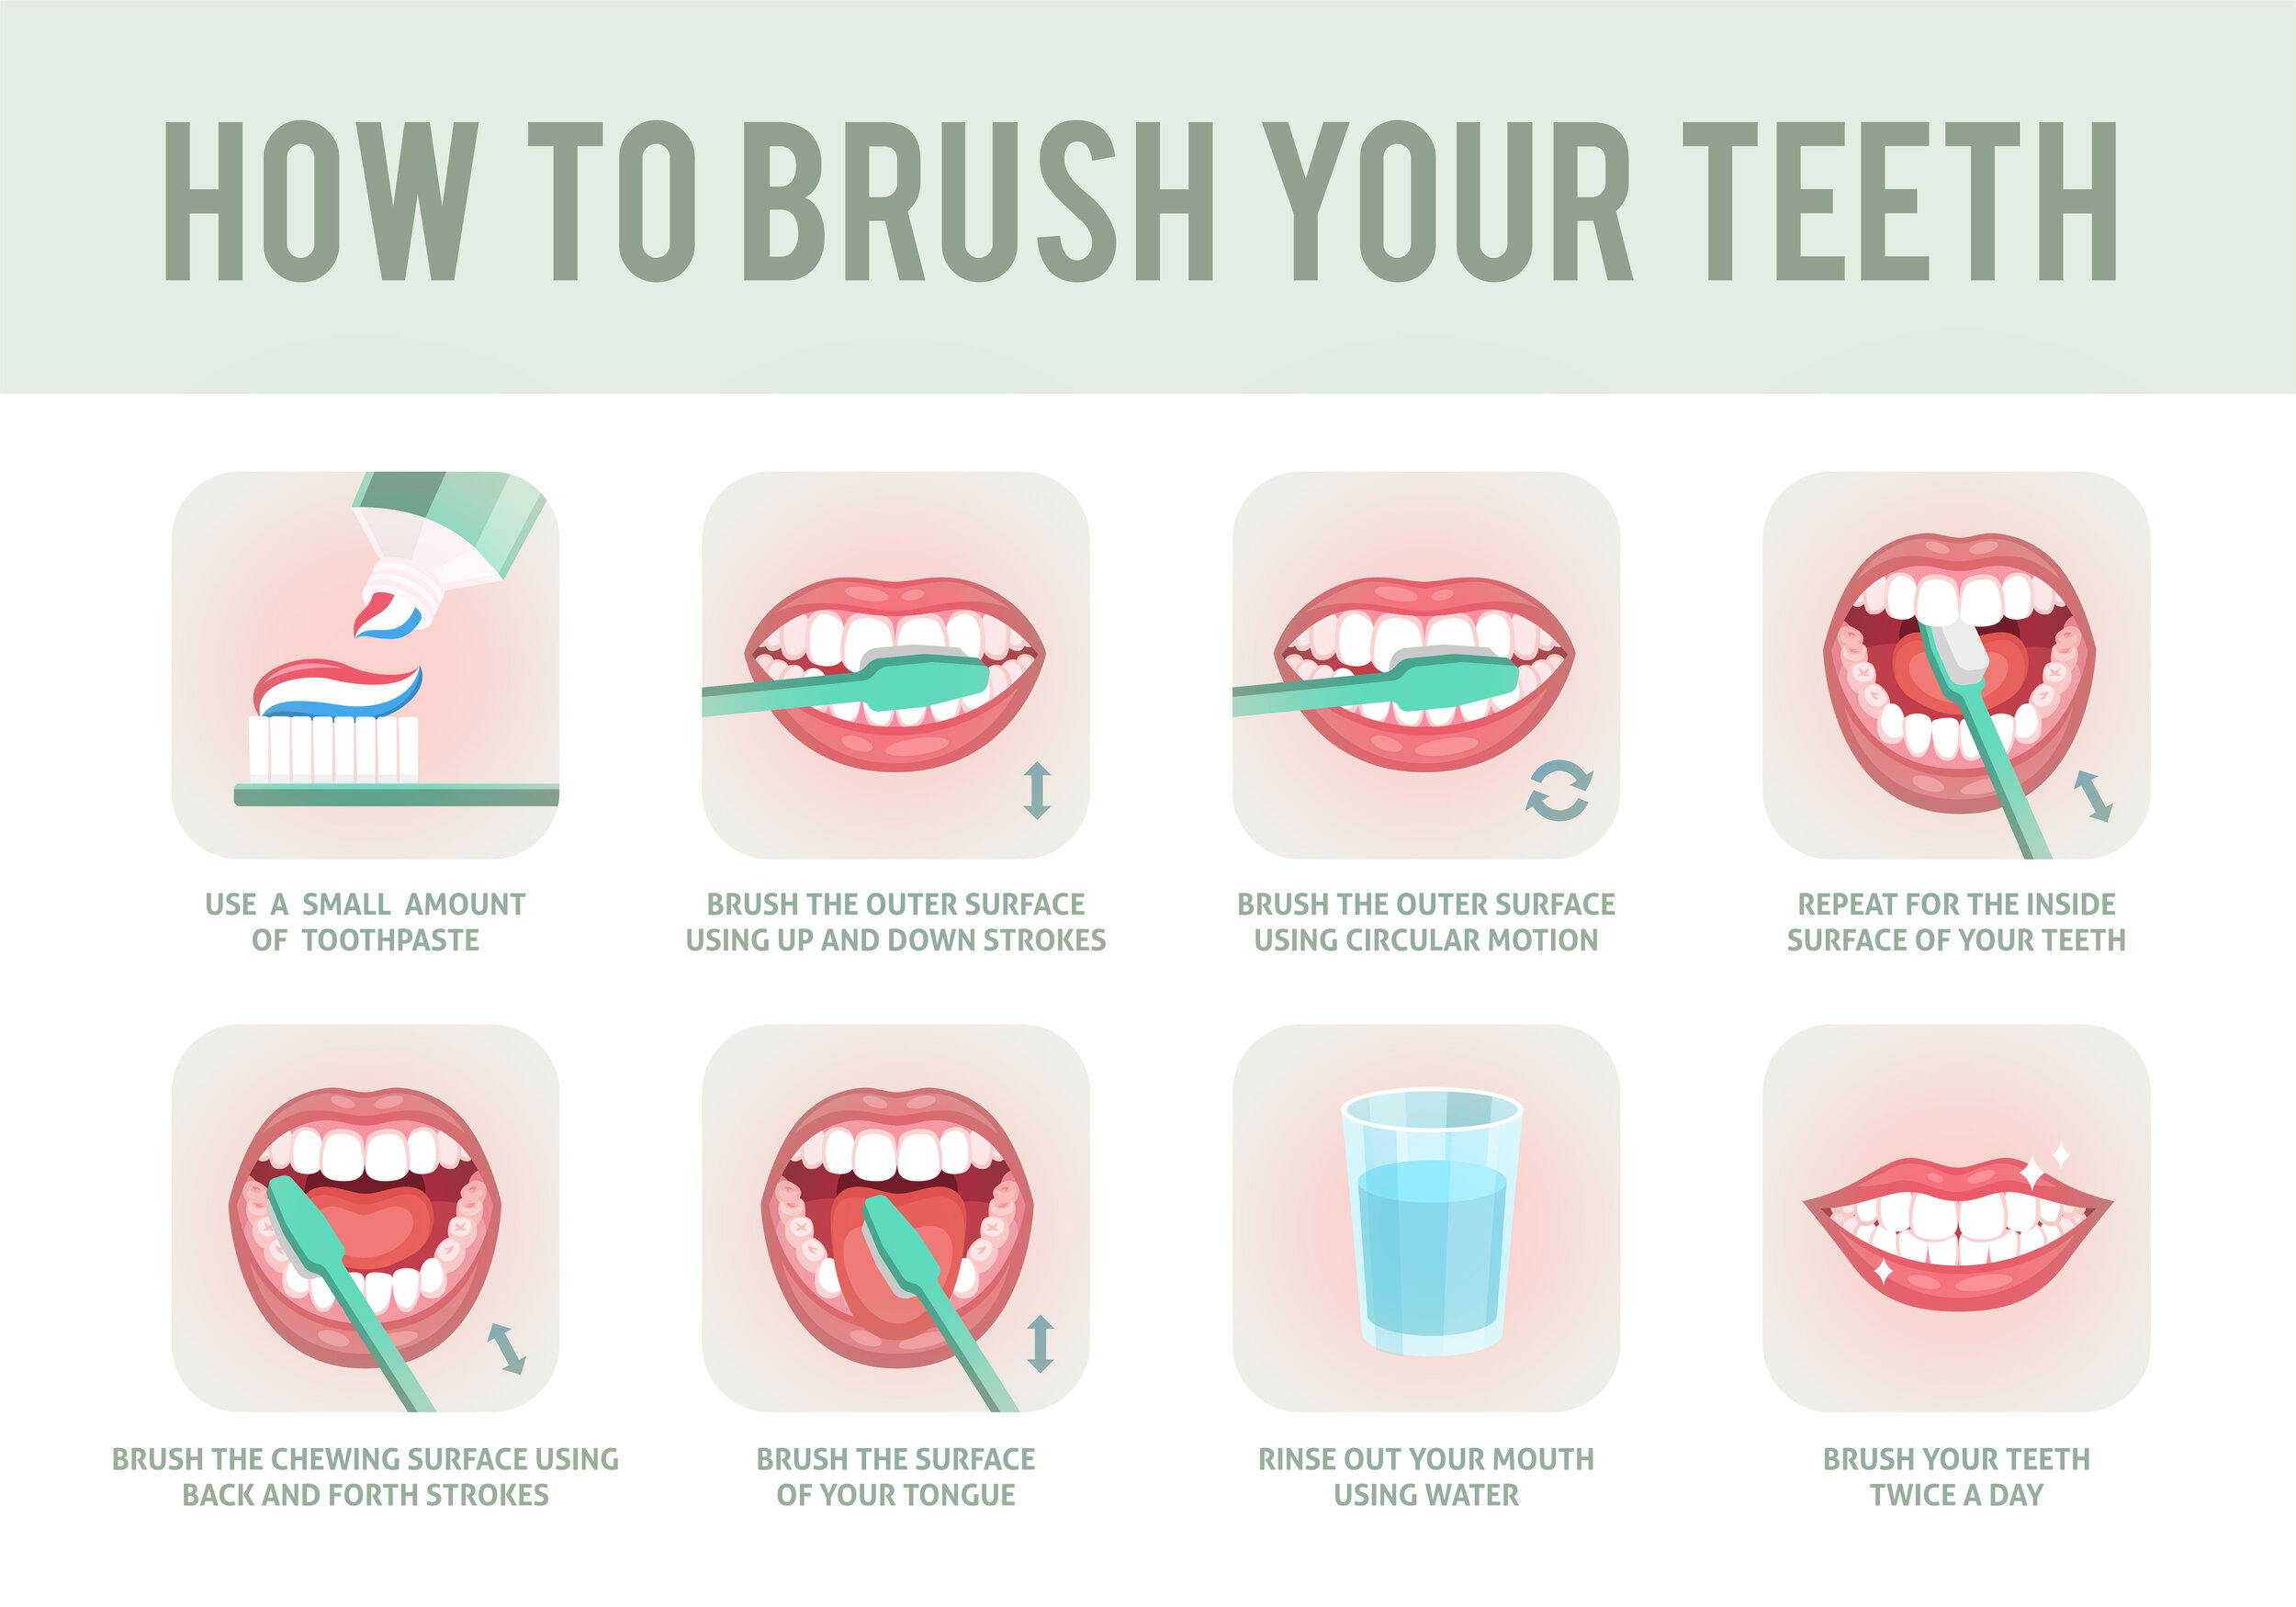 HOW TO BRUSH YOUR TEETH
USE A SMALL AMOUNT
OF TOOTHPASTE
BRUSH THE OUTER SURFACE
USING UP AND DOWN STROKES
BRUSH THE OUTER SURFACE
USING CIRCULAR MOTION
REPEAT FOR THE INSIDE
SURFACE OF YOUR TEETH
BRUSH THE CHEWING SURFACE USING
BACK AND FORTH STROKES
BRUSH THE SURFACE
OF YOUR TONGUE
RINSE OUT YOUR MOUTH
USING WATER
BRUSH YOUR TEETH
TWICE A DAY